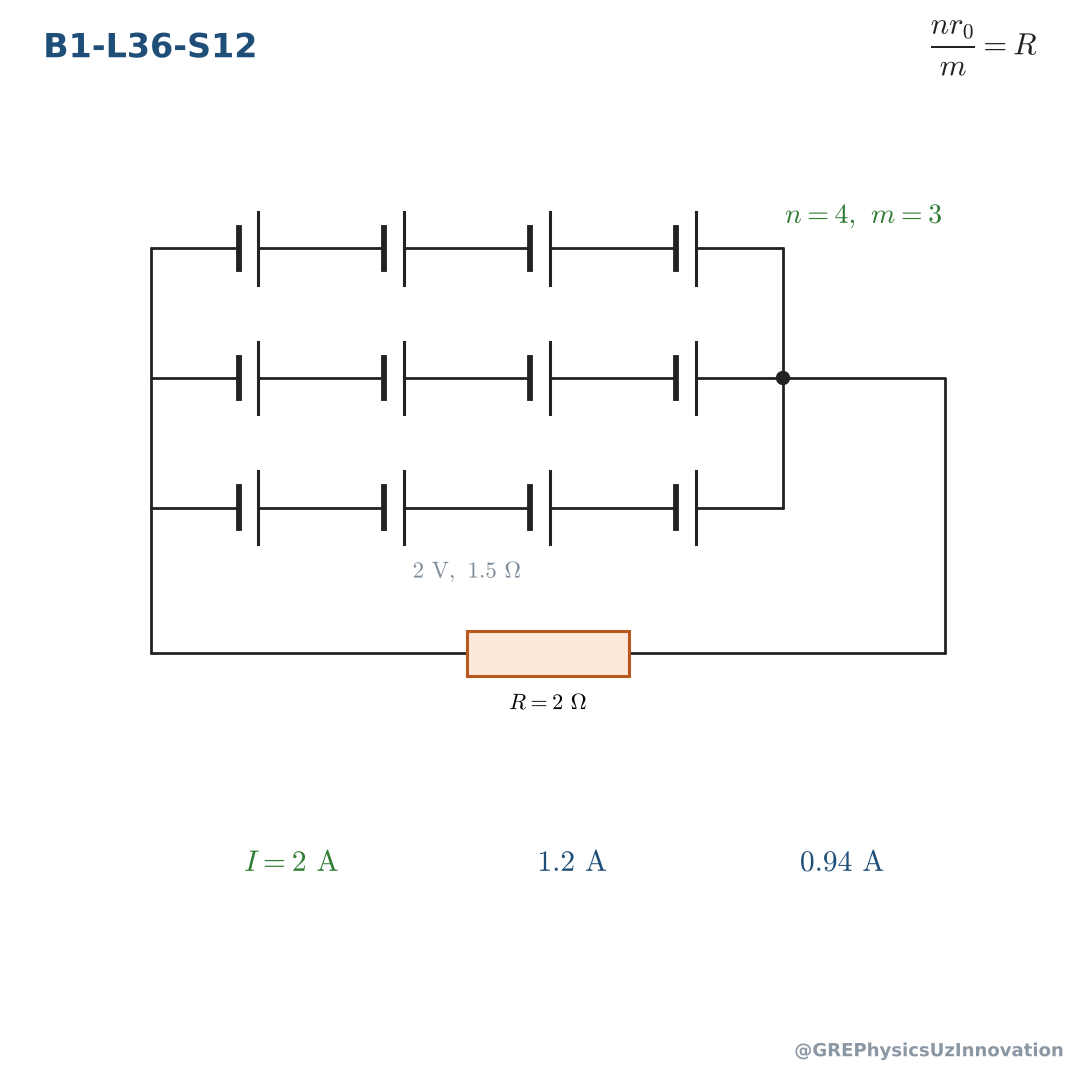 B1-L36-S12
nr₀/m = R
n = 4, m = 3
2 V, 1.5 Ω
R = 2 Ω
I = 2 A
1.2 A
0.94 A
@GREPhysicsUzInnovation